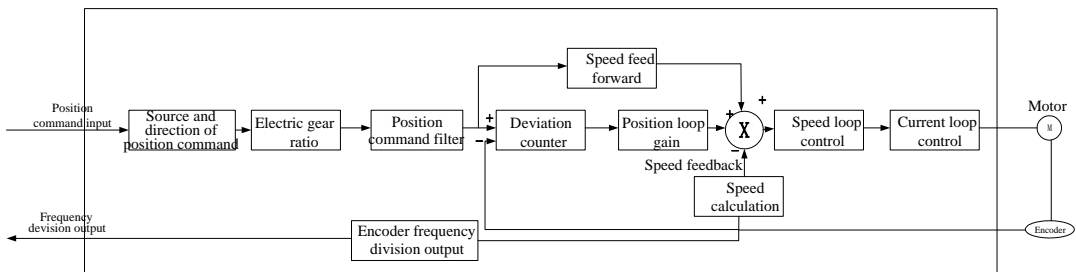 Position
command input
Source and
direction of
position command
Electric gear
ratio
Position
command filter
+
−
Deviation
counter
Speed feed
forward
Position loop
gain
+
+
−
X
Speed feedback
Speed
calculation
Speed loop
control
Current loop
control
Motor
M
Encoder
Frequency
devision output
Encoder frequency
division output